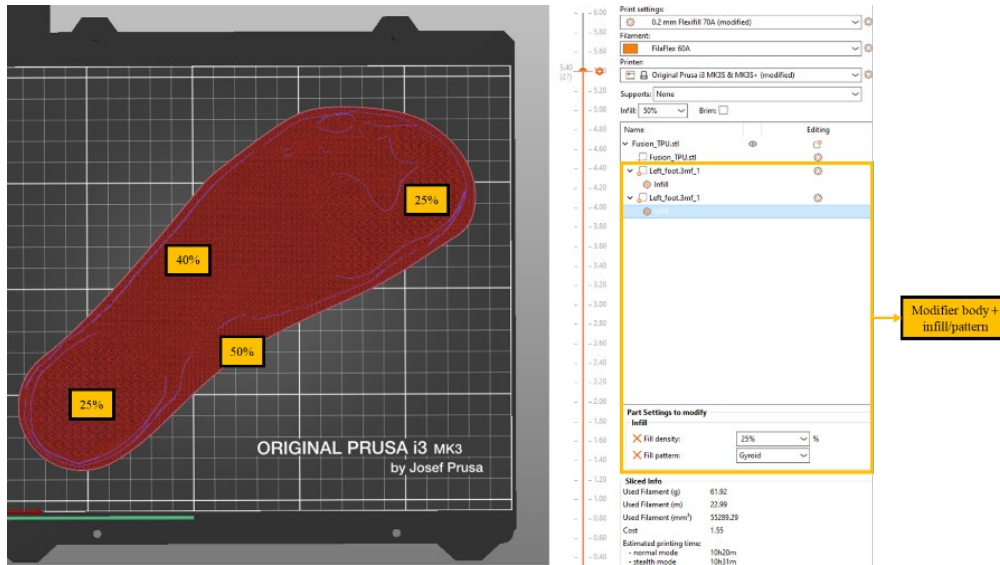 25%
40%
50%
25%
ORIGINAL PRUSA i3 MK3
by Josef Prusa
6.00
5.80
5.60
5.40
(27)
5.20
5.00
4.80
4.60
4.40
4.20
4.00
3.80
3.60
3.40
3.20
3.00
2.80
2.60
2.40
2.20
2.00
1.80
1.60
1.40
1.20
1.00
0.80
0.60
0.40
Print settings:
0.2 mm Flexifill 70A (modified)
Filament:
FilaFlex 60A
Printer:
Original Prusa i3 MK3S & MK3S+ (modified)
Supports: None
Infill: 50% Brim:
Name Editing
Fusion_TPU.stl
Fusion_TPU.stl
Left_foot.3mf_1
Infill
Left_foot.3mf_1
Infill
Part Settings to modify
Infill
Fill density: 25% %
Fill pattern: Gyroid
Sliced Info
Used Filament (g) 61.92
Used Filament (m) 22.99
Used Filament (mm³) 55289.29
Cost 1.55
Estimated printing time:
- normal mode 10h20m
- stealth mode 10h31m
Modifier body +
infill/pattern